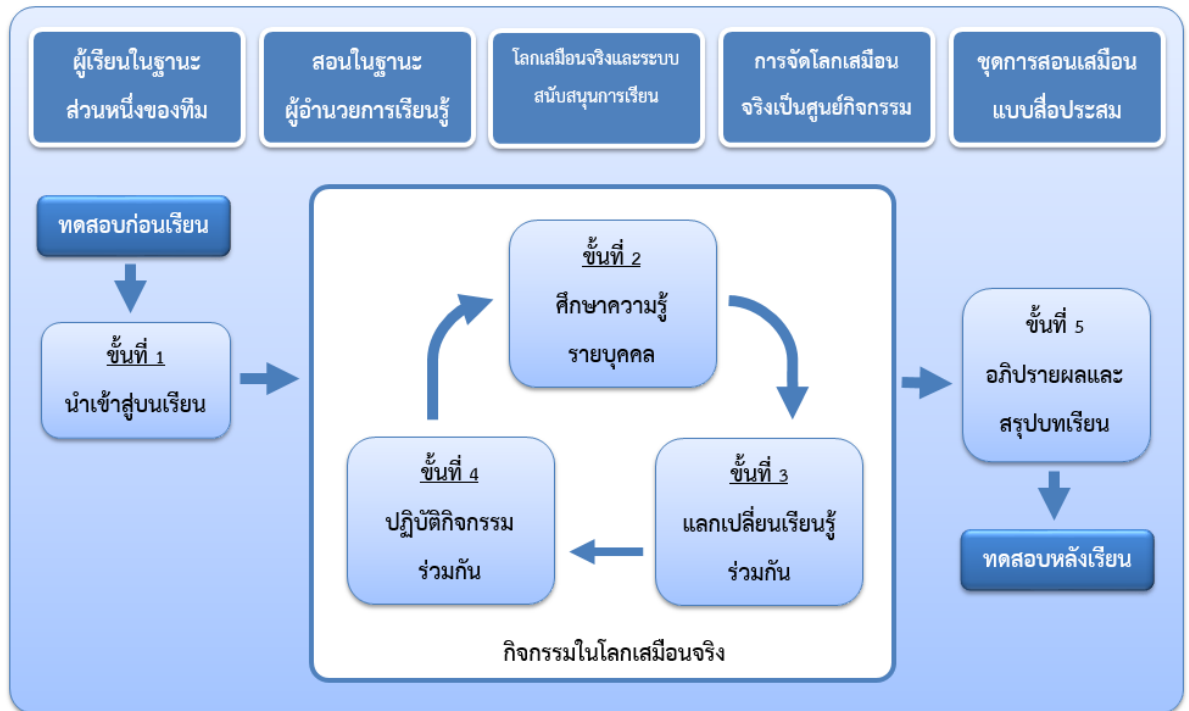 ผู้เรียนในฐานะ
ส่วนหนึ่งของทีม
สอนในฐานะ
ผู้อำนวยการเรียนรู้
โลกเสมือนจริงและระบบ
สนับสนุนการเรียน
การจัดโลกเสมือน
จริงเป็นศูนย์กิจกรรม
ชุดการสอนเสมือน
แบบสื่อประสม
ทดสอบก่อนเรียน
ขั้นที่ 1
นำเข้าสู่บนเรียน
ขั้นที่ 2
ศึกษาความรู้
รายบุคคล
ขั้นที่ 3
แลกเปลี่ยนเรียนรู้
ร่วมกัน
ขั้นที่ 4
ปฏิบัติกิจกรรม
ร่วมกัน
กิจกรรมในโลกเสมือนจริง
ขั้นที่ 5
อภิปรายผลและ
สรุปบทเรียน
ทดสอบหลังเรียน